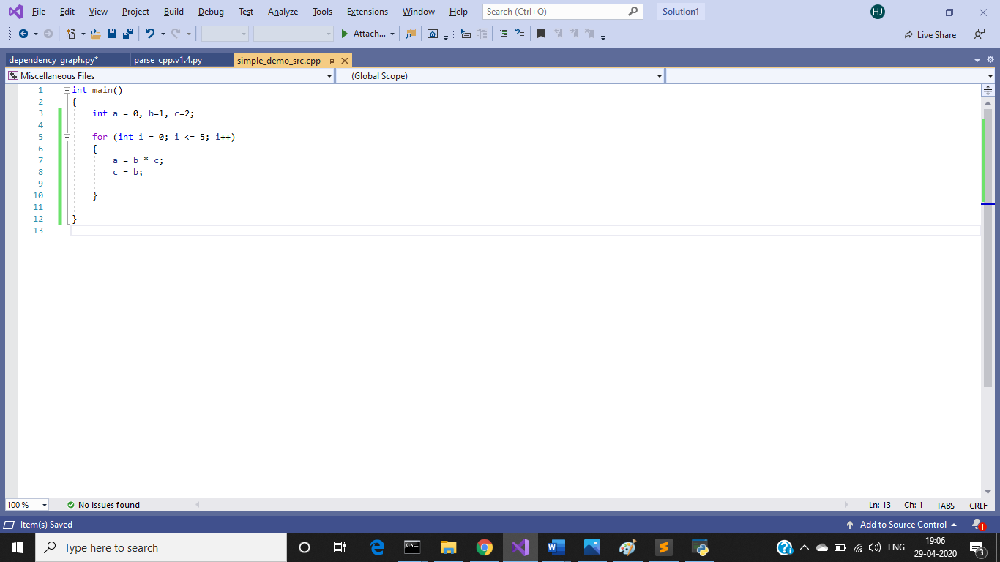 File Edit View Project Build Debug Test Analyze Tools Extensions Window Help Search (Ctrl+Q) Solution1 HJ
Attach... Live Share
dependency_graph.py* parse_cpp.v1.4.py simple_demo_src.cpp
Miscellaneous Files (Global Scope)
1 int main()
2 {
3 int a = 0, b=1, c=2;
4
5 for (int i = 0; i <= 5; i++)
6 {
7 a = b * c;
8 c = b;
9
10 }
11
12 }
13
100 % No issues found Ln: 13 Ch: 1 TABS CRLF
Item(s) Saved Add to Source Control 1
Type here to search ENG 19:06
29-04-2020 3